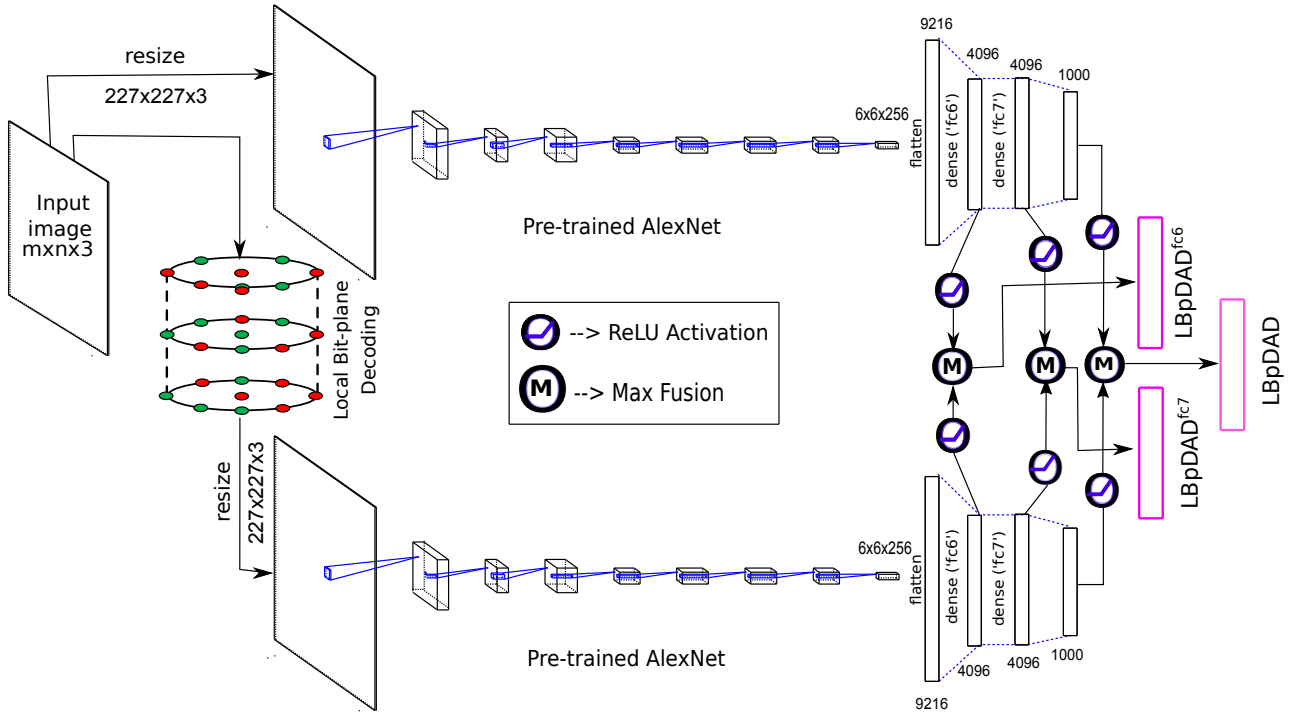 resize
227x227x3
Input
image
mxnx3
Local Bit-plane
Decoding
resize
227x227x3
Pre-trained AlexNet
6x6x256
flatten
9216
dense ('fc6')
4096
dense ('fc7')
4096
1000
--> ReLU Activation
M --> Max Fusion
M
M
M
LBpDAD^fc6
LBpDAD
LBpDAD^fc7
Pre-trained AlexNet
6x6x256
flatten
9216
dense ('fc6')
4096
dense ('fc7')
4096
1000